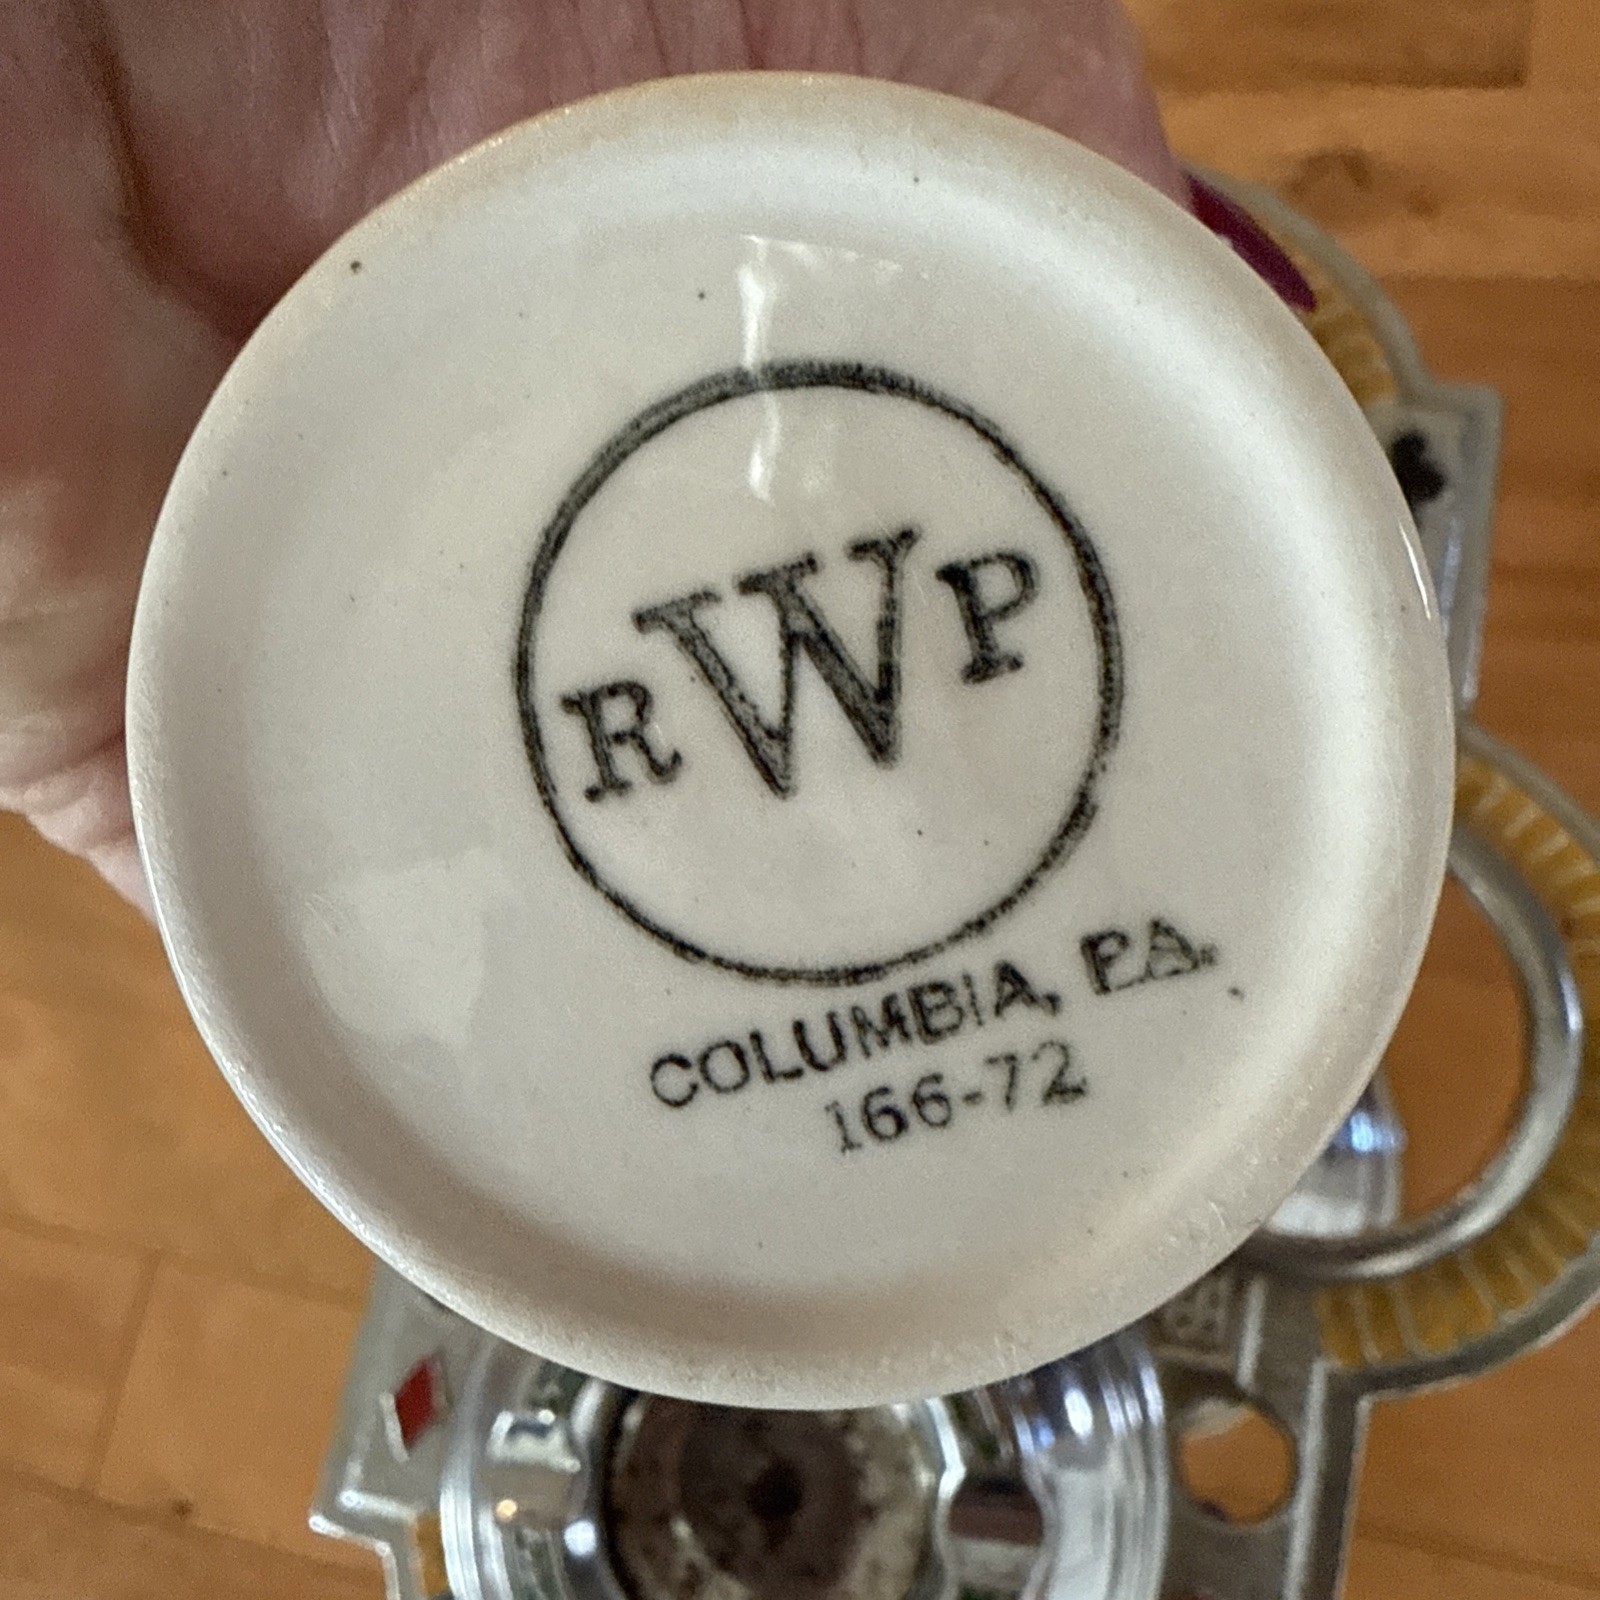 RWP
COLUMBIA, PA.
166-72